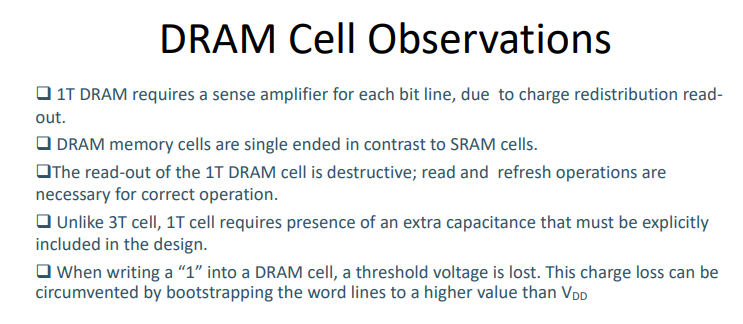 DRAM Cell Observations
❑ 1T DRAM requires a sense amplifier for each bit line, due  to charge redistribution read-
out.
❑ DRAM memory cells are single ended in contrast to SRAM cells.
❑The read-out of the 1T DRAM cell is destructive; read and  refresh operations are
necessary for correct operation.
❑ Unlike 3T cell, 1T cell requires presence of an extra capacitance that must be explicitly
included in the design.
❑ When writing a “1” into a DRAM cell, a threshold voltage is lost. This charge loss can be
circumvented by bootstrapping the word lines to a higher value than VDD